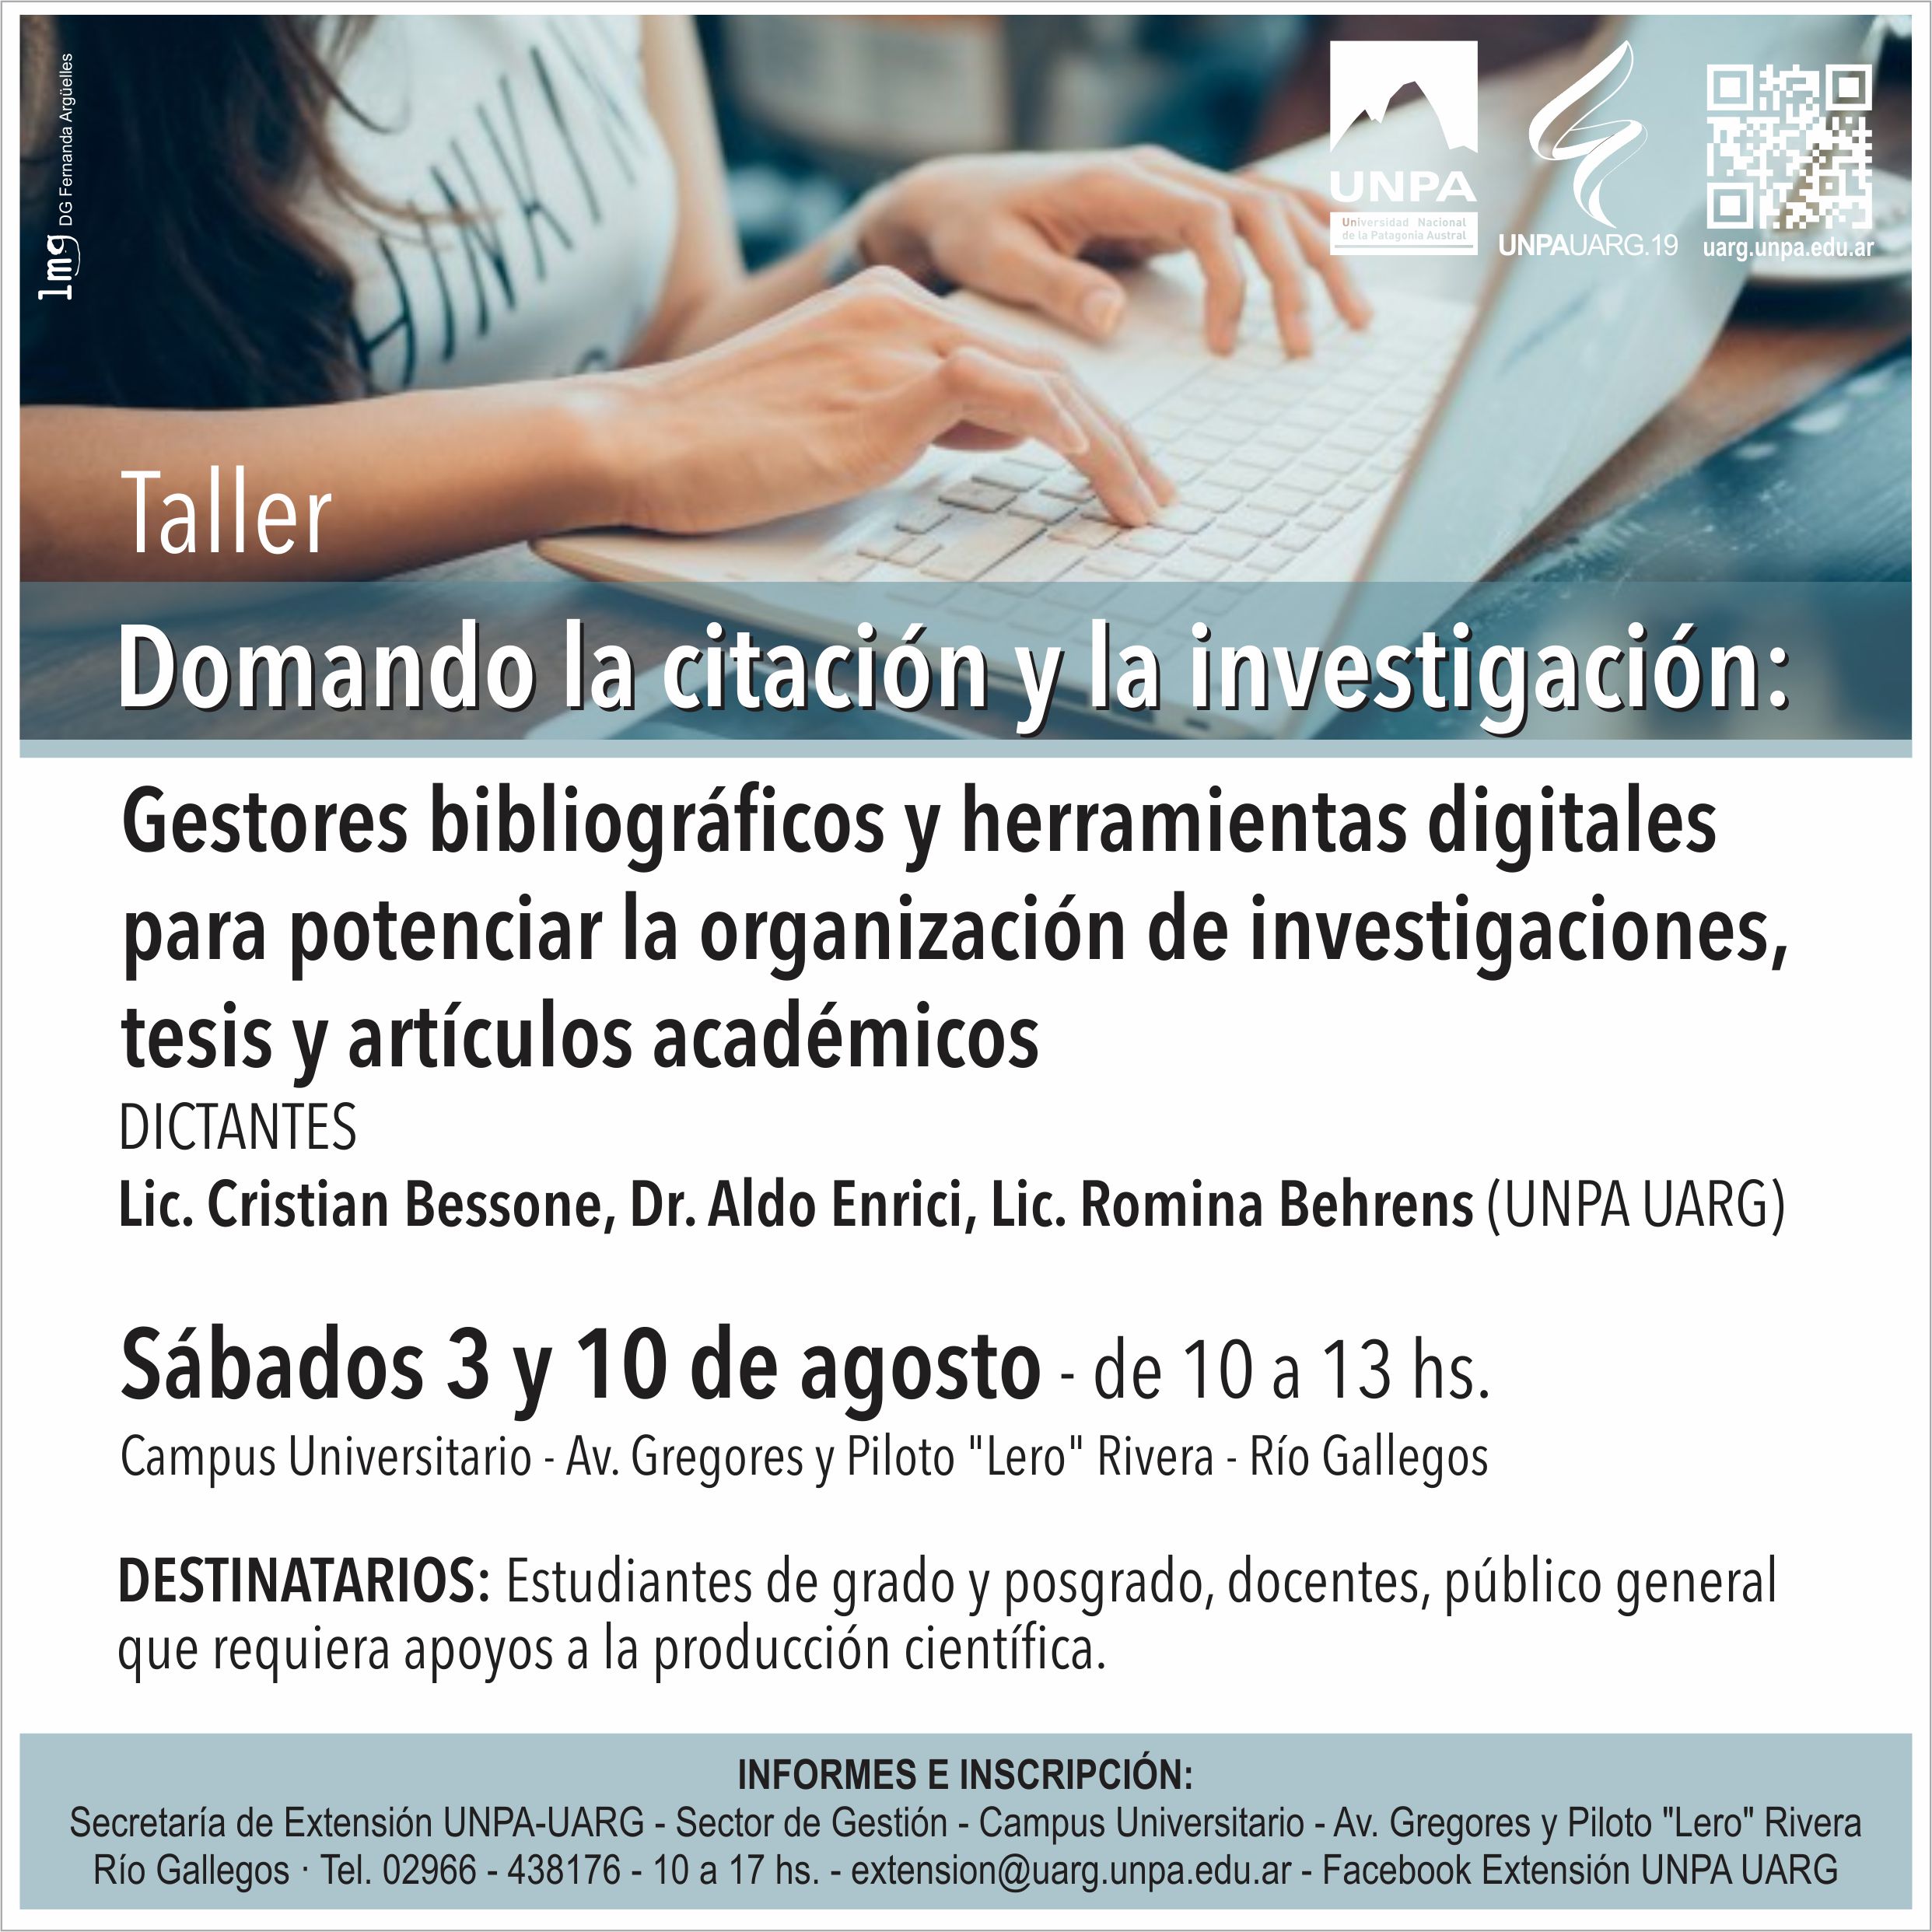 lmg DG Fernanda Argüelles
HINKIN
UNPA
Universidad Nacional
de la Patagonia Austral
UNPAUARG.19
uarg.unpa.edu.ar
Taller
Domando la citación y la investigación:
Gestores bibliográficos y herramientas digitales
para potenciar la organización de investigaciones,
tesis y artículos académicos
DICTANTES
Lic. Cristian Bessone, Dr. Aldo Enrici, Lic. Romina Behrens (UNPA UARG)
Sábados 3 y 10 de agosto - de 10 a 13 hs.
Campus Universitario - Av. Gregores y Piloto "Lero" Rivera - Río Gallegos
DESTINATARIOS: Estudiantes de grado y posgrado, docentes, público general
que requiera apoyos a la producción científica.
INFORMES E INSCRIPCIÓN:
Secretaría de Extensión UNPA-UARG - Sector de Gestión - Campus Universitario - Av. Gregores y Piloto "Lero" Rivera
Río Gallegos · Tel. 02966 - 438176 - 10 a 17 hs. - extension@uarg.unpa.edu.ar - Facebook Extensión UNPA UARG